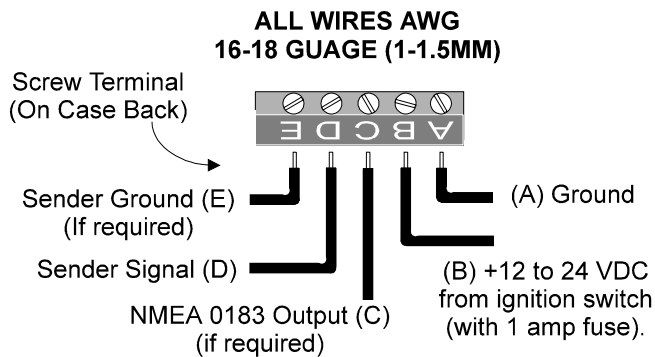 ALL WIRES AWG
16-18 GUAGE (1-1.5MM)
Screw Terminal
(On Case Back)
E D C B A
Sender Ground (E)
(If required)
(A) Ground
Sender Signal (D)
(B) +12 to 24 VDC
from ignition switch
(with 1 amp fuse).
NMEA 0183 Output (C)
(if required)